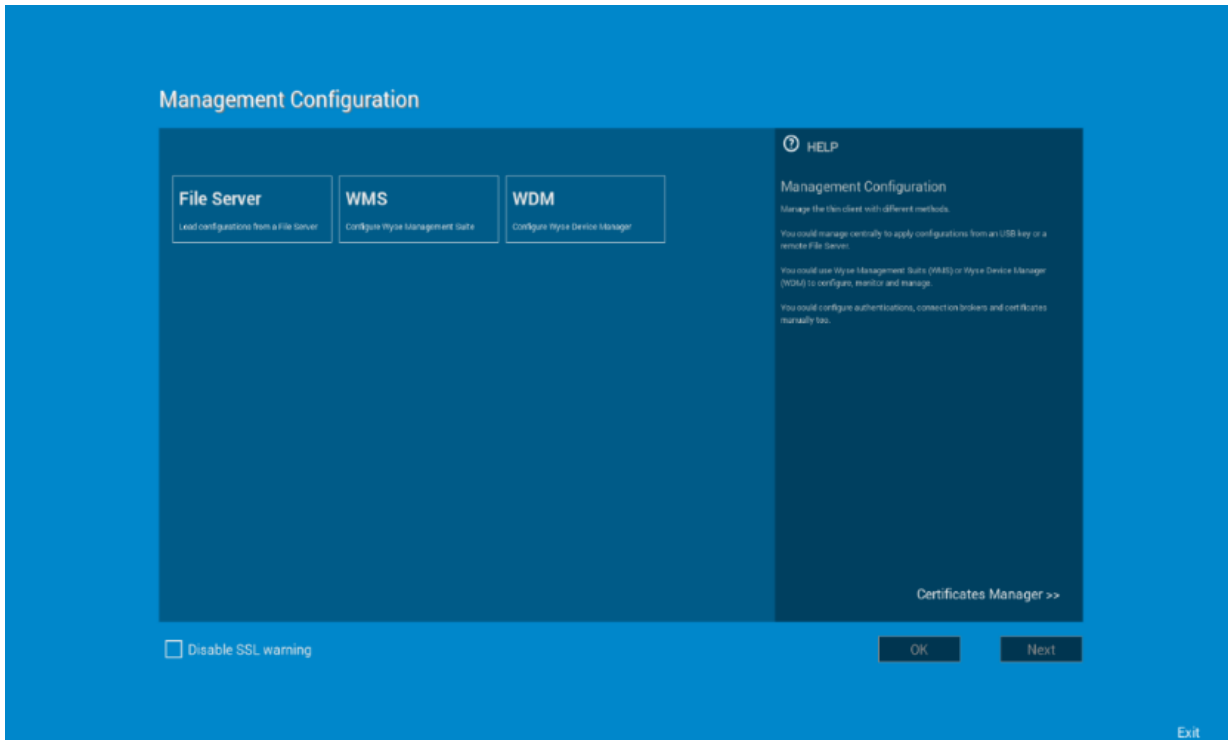 Management Configuration
HELP
File Server
Load configurations from a File Server
WMS
Configure Wyse Management Suite
WDM
Configure Wyse Device Manager
Management Configuration
Manage the thin client with different methods.
You could manage centrally to apply configurations from an USB key or a
remote File Server.
You could use Wyse Management Suite (WMS) or Wyse Device Manager
(WDM) to configure, monitor and manage.
You could configure authentications, connection brokers and certificates
manually too.
Certificates Manager >>
Disable SSL warning
OK
Next
Exit